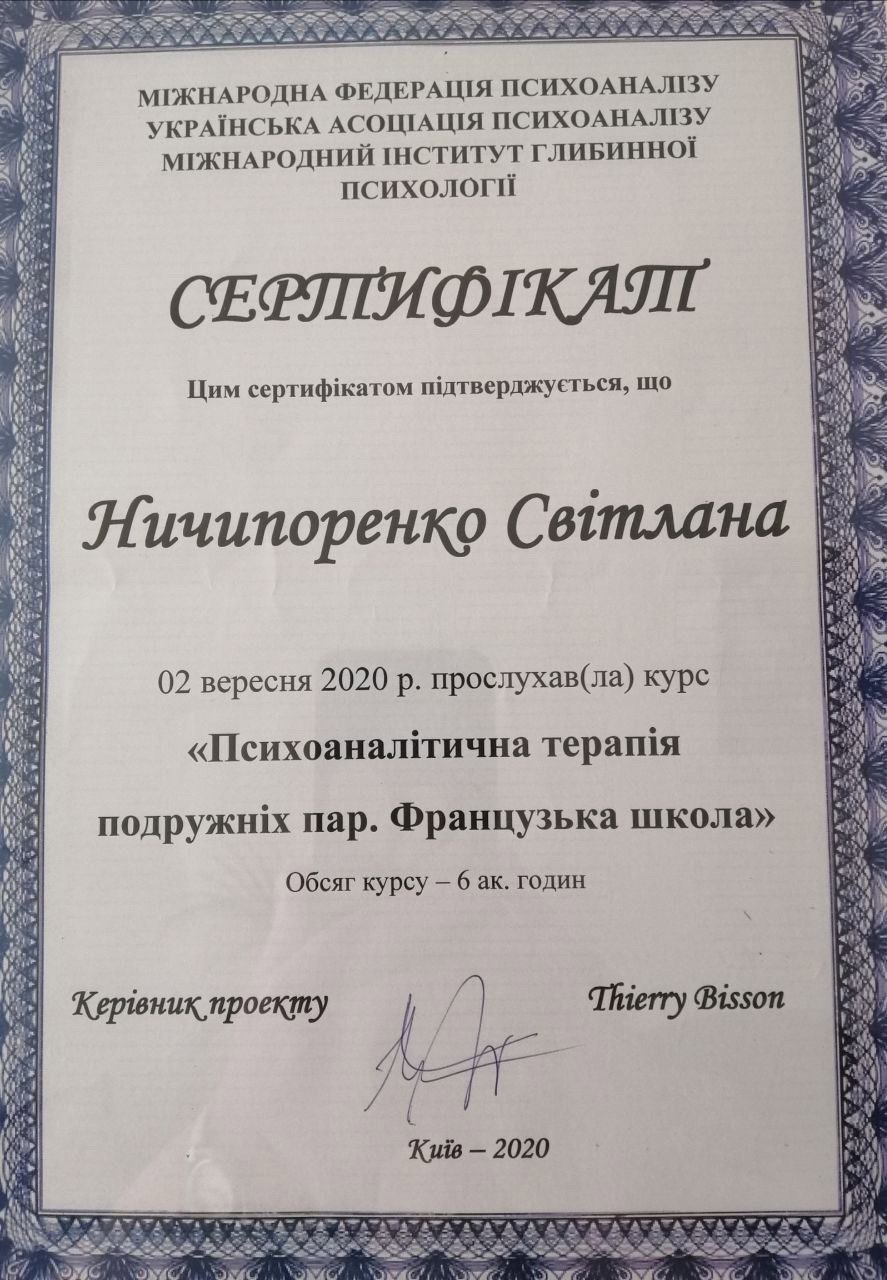 МІЖНАРОДНА ФЕДЕРАЦІЯ ПСИХОАНАЛІЗУ
УКРАЇНСЬКА АСОЦІАЦІЯ ПСИХОАНАЛІЗУ
МІЖНАРОДНИЙ ІНСТИТУТ ГЛИБИННОЇ
ПСИХОЛОГІЇ
СЕРТИФІКАТ
Цим сертифікатом підтверджується, що
Ничипоренко Світлана
02 вересня 2020 р. прослухав(ла) курс
«Психоаналітична терапія
подружніх пар. Французька школа»
Обсяг курсу – 6 ак. годин
Керівник проекту Thierry Bisson
Київ – 2020